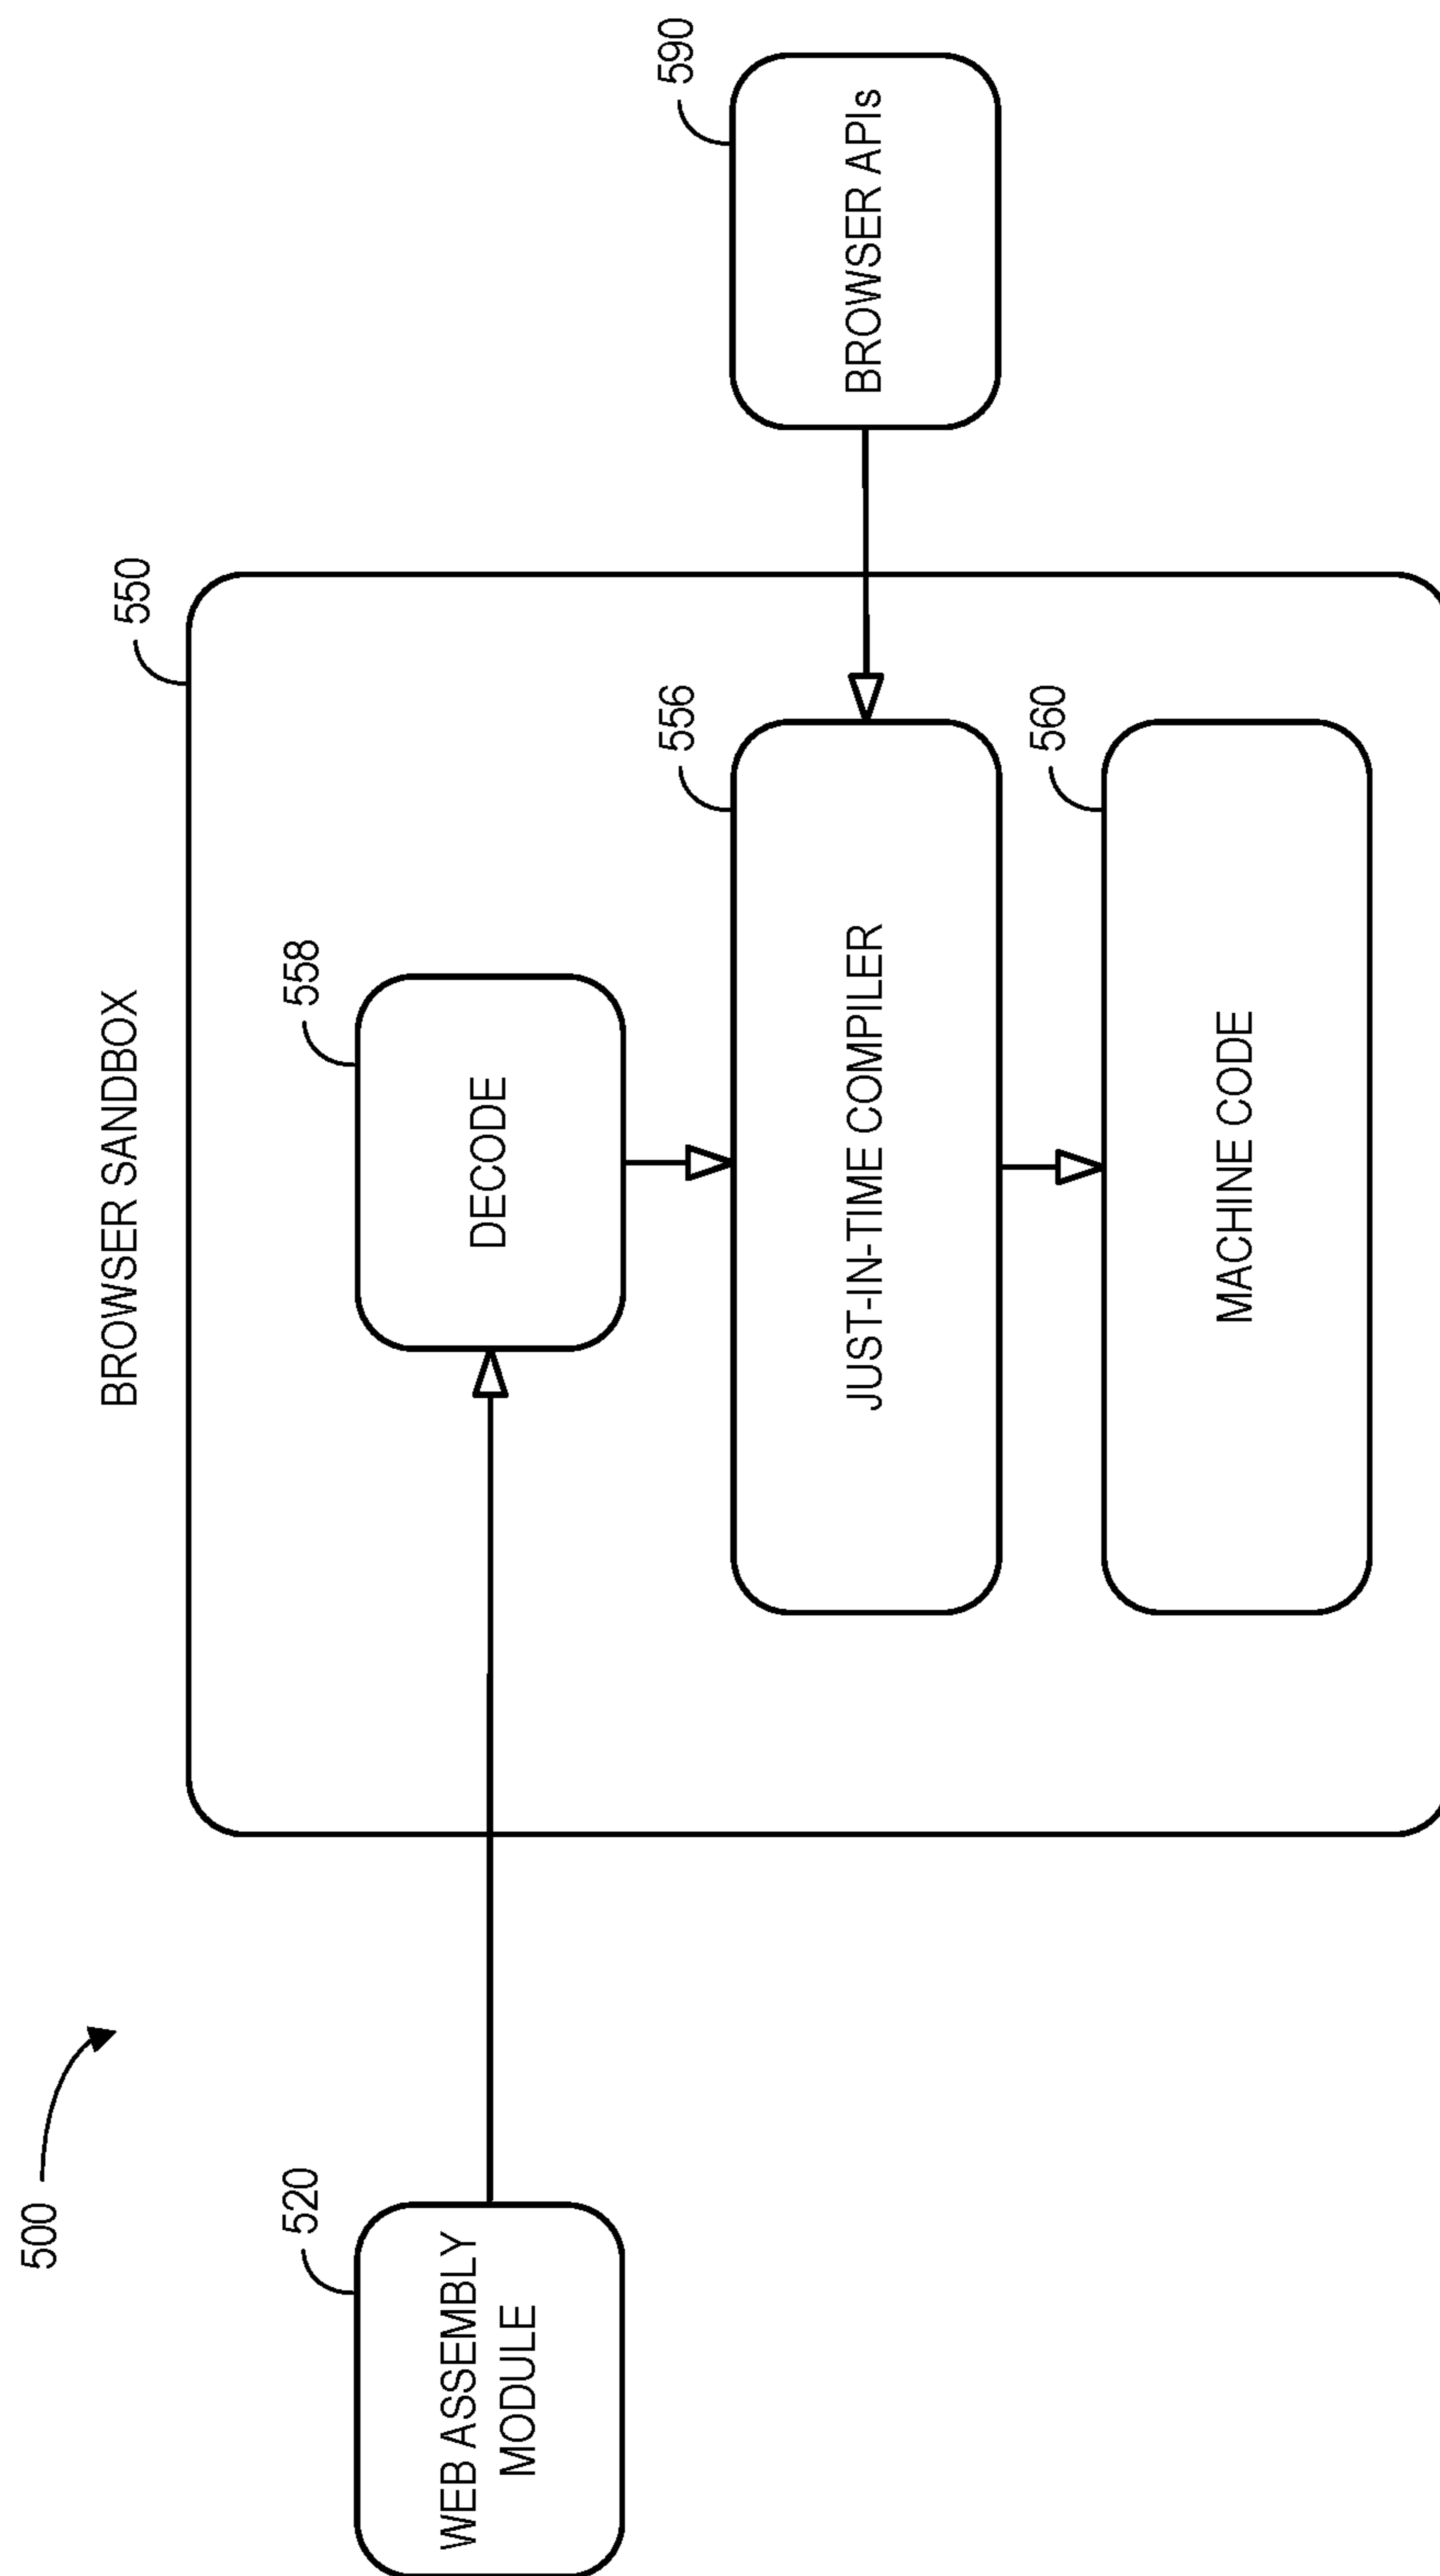 500
BROWSER SANDBOX
550
520
WEB ASSEMBLY
MODULE
558
DECODE
556
JUST-IN-TIME COMPILER
590
BROWSER APIs
560
MACHINE CODE